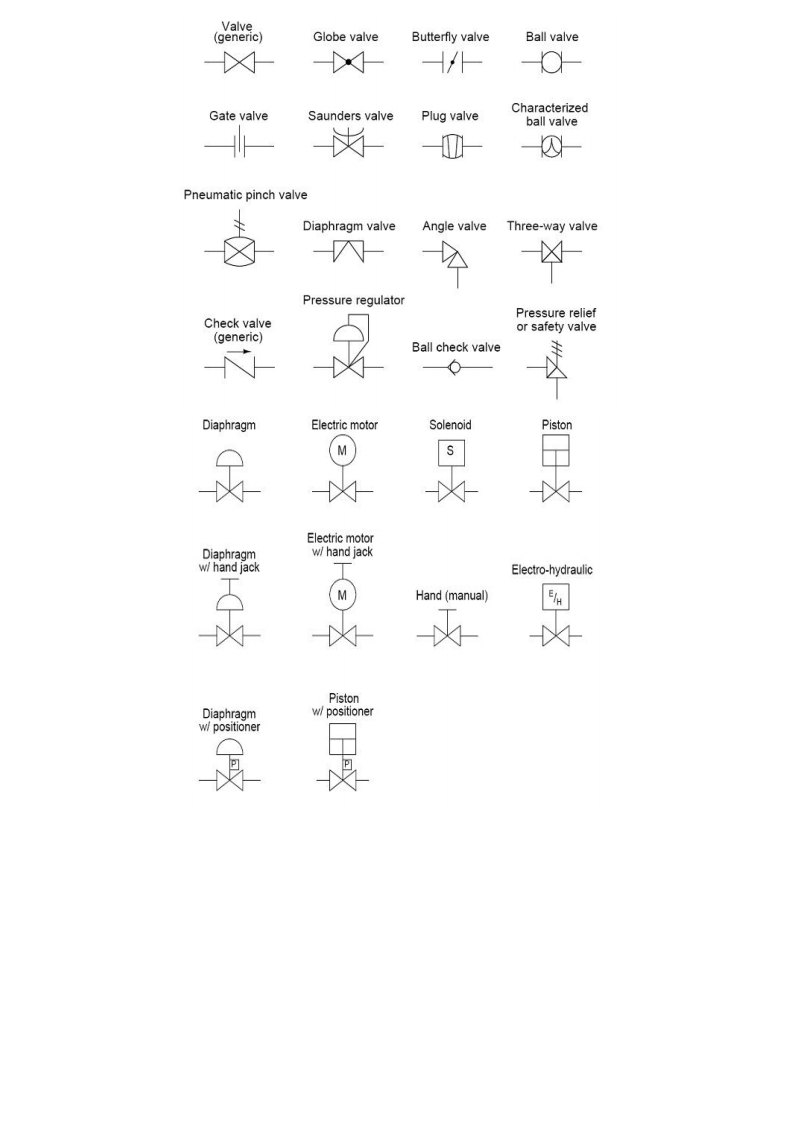 Valve
(generic)
Globe valve
Butterfly valve
Ball valve
Gate valve
Saunders valve
Plug valve
Characterized
ball valve
Pneumatic pinch valve
Diaphragm valve
Angle valve
Three-way valve
Check valve
(generic)
Pressure regulator
Ball check valve
Pressure relief
or safety valve
Diaphragm
Electric motor
M
Solenoid
S
Piston
Diaphragm
w/ hand jack
Electric motor
w/ hand jack
M
Hand (manual)
Electro-hydraulic
E/H
Diaphragm
w/ positioner
P
Piston
w/ positioner
P